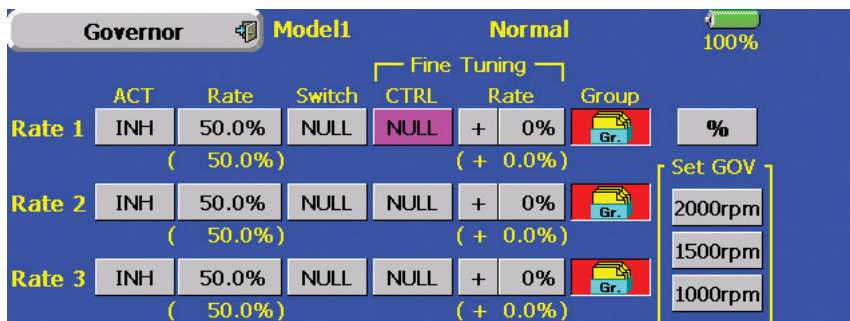 Governor Model1 Normal 100%
Fine Tuning
ACT Rate Switch CTRL Rate Group
Rate 1 INH 50.0% NULL NULL + 0% Gr. %
( 50.0%) (+ 0.0%) Set GOV
Rate 2 INH 50.0% NULL NULL + 0% Gr. 2000rpm
( 50.0%) (+ 0.0%) 1500rpm
Rate 3 INH 50.0% NULL NULL + 0% Gr. 1000rpm
( 50.0%) (+ 0.0%)